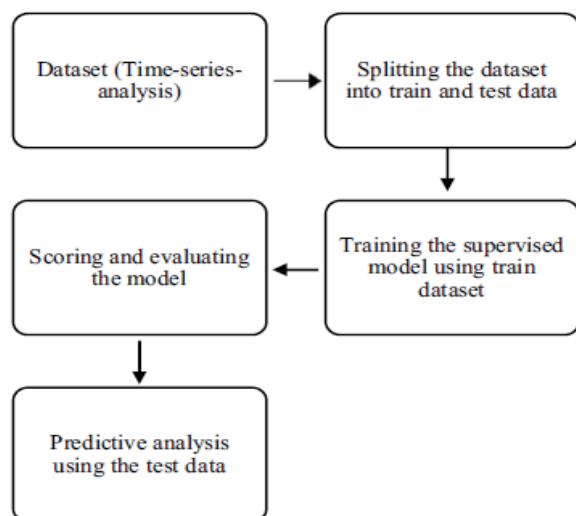 Dataset (Time-series-
analysis)
Splitting the dataset
into train and test data
Training the supervised
model using train
dataset
Scoring and evaluating
the model
Predictive analysis
using the test data